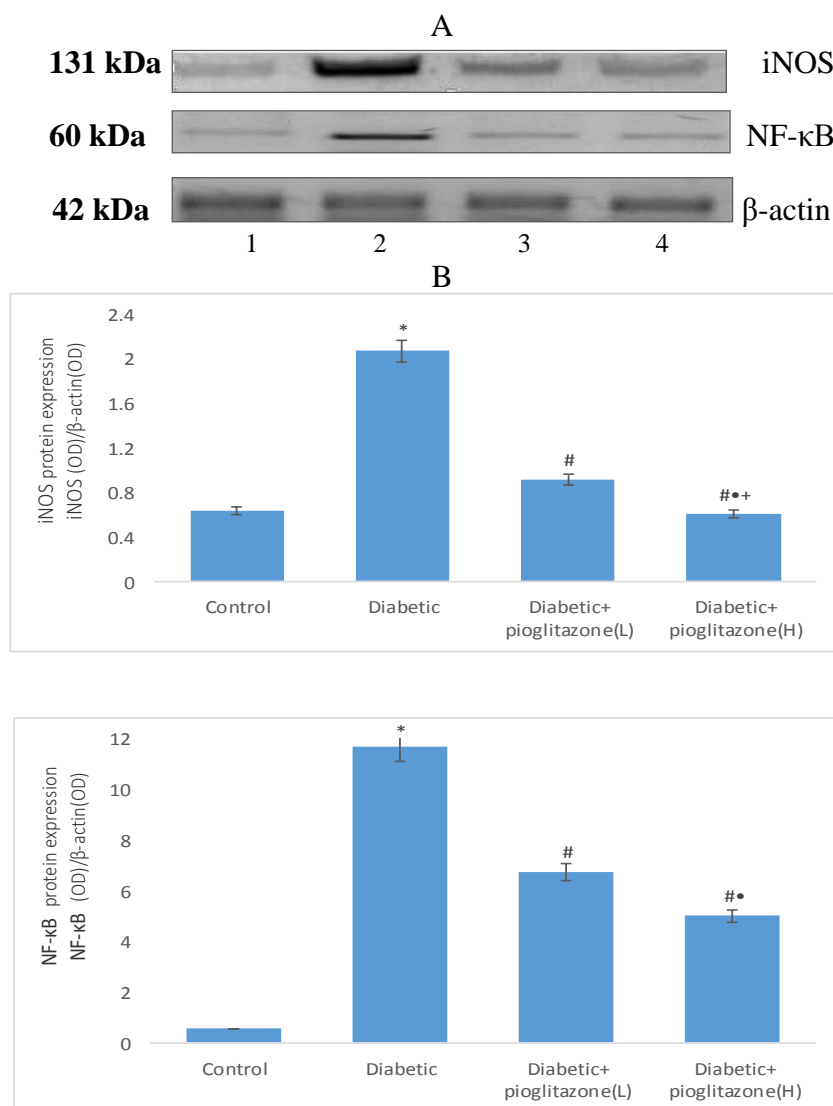 A
131 kDa iNOS
60 kDa NF-κB
42 kDa β-actin
1 2 3 4
B
iNOS protein expression
iNOS (OD)/β-actin(OD)
2.4
2
1.6
1.2
0.8
0.4
0
*
#
#•+
Control Diabetic Diabetic+ Diabetic+
pioglitazone(L) pioglitazone(H)
NF-κB protein expression
NF-κB (OD)/β-actin(OD)
12
10
8
6
4
2
0
*
#
#•
Control Diabetic Diabetic+ Diabetic+
pioglitazone(L) pioglitazone(H)